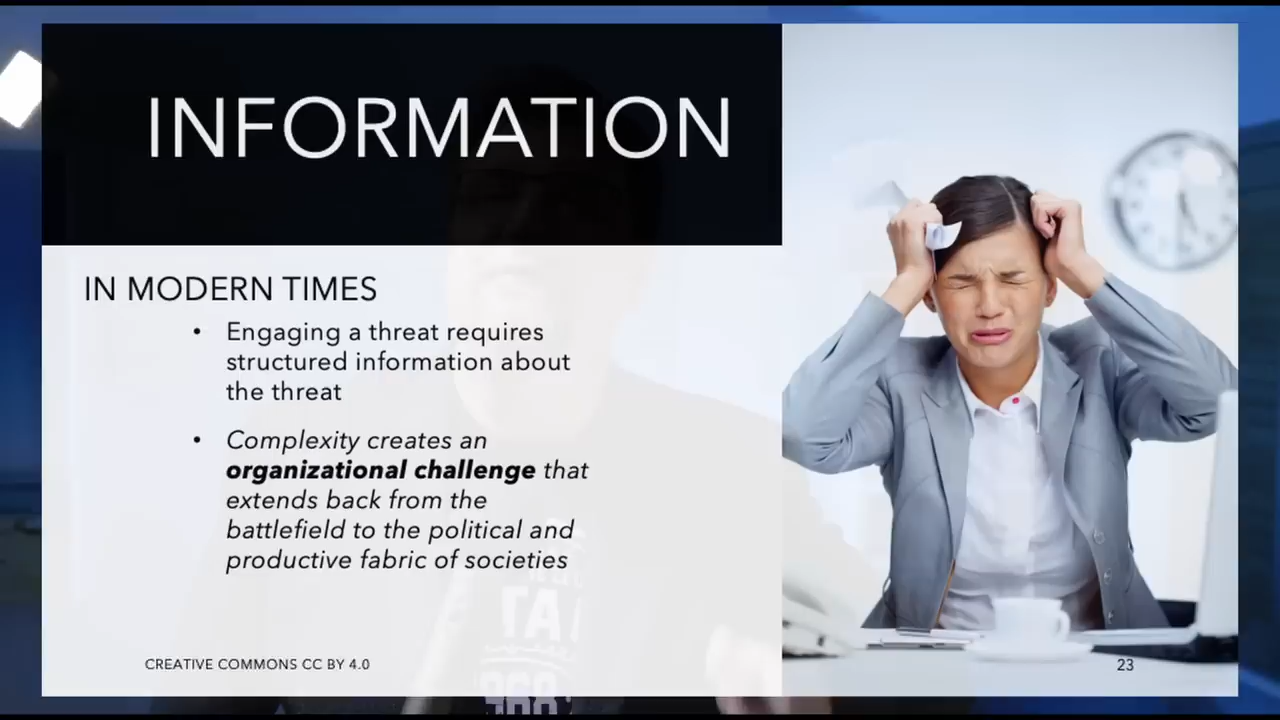 INFORMATION
IN MODERN TIMES
• Engaging a threat requires
structured information about
the threat
• Complexity creates an
organizational challenge that
extends back from the
battlefield to the political and
productive fabric of societies
TA
CREATIVE COMMONS CC BY 4.0
23